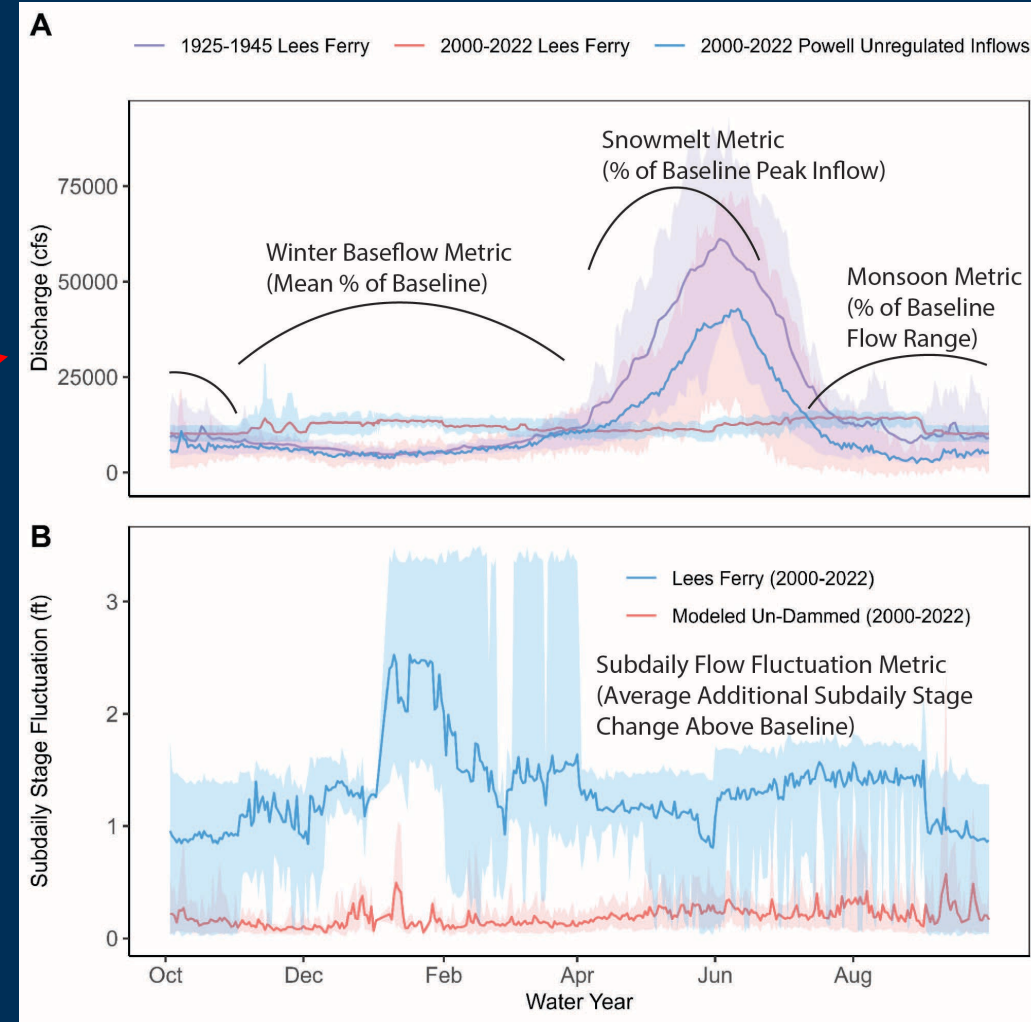 A
1925-1945 Lees Ferry 2000-2022 Lees Ferry 2000-2022 Powell Unregulated Inflows
Discharge (cfs)
75000
50000
25000
0
Winter Baseflow Metric
(Mean % of Baseline)
Snowmelt Metric
(% of Baseline Peak Inflow)
Monsoon Metric
(% of Baseline
Flow Range)
B
Subdaily Stage Fluctuation (ft)
3
2
1
0
Lees Ferry (2000-2022)
Modeled Un-Dammed (2000-2022)
Subdaily Flow Fluctuation Metric
(Average Additional Subdaily Stage
Change Above Baseline)
Oct Dec Feb Apr Jun Aug
Water Year